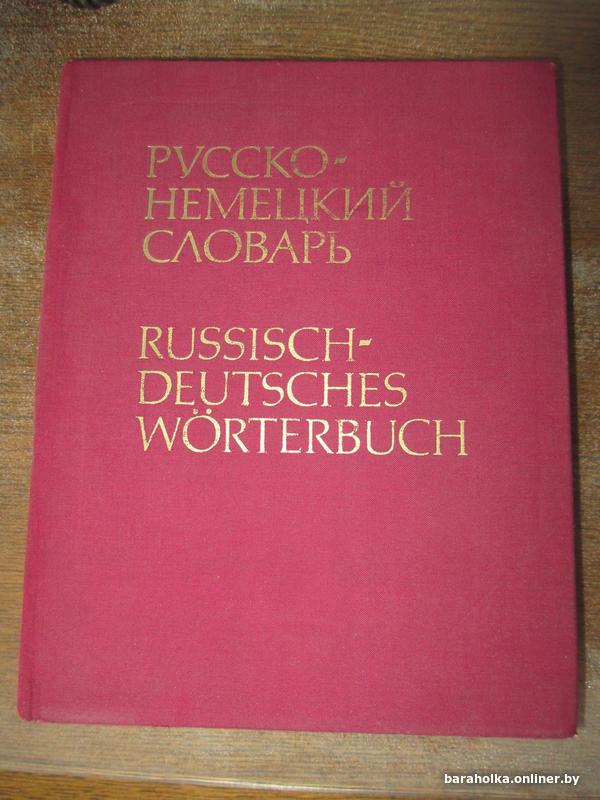 РУССКО-
НЕМЕЦКИЙ
СЛОВАРЬ
RUSSISCH-
DEUTSCHES
WÖRTERBUCH
baraholka.onliner.by